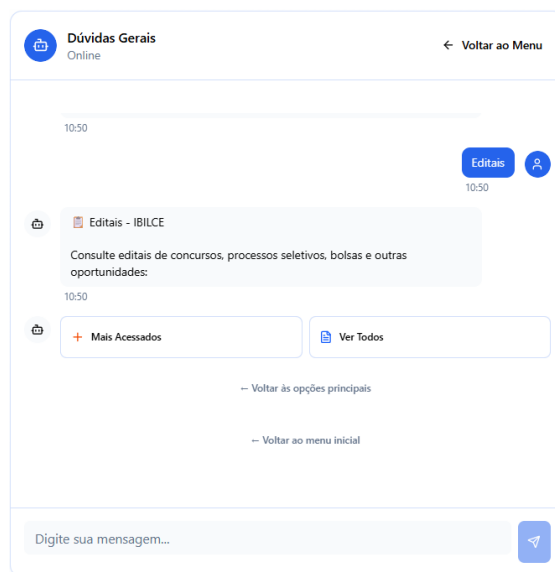 Dúvidas Gerais
Online
← Voltar ao Menu
10:50
Editais
10:50
Editais - IBILCE
Consulte editais de concursos, processos seletivos, bolsas e outras
oportunidades:
10:50
+ Mais Acessados
Ver Todos
← Voltar às opções principais
← Voltar ao menu inicial
Digite sua mensagem...